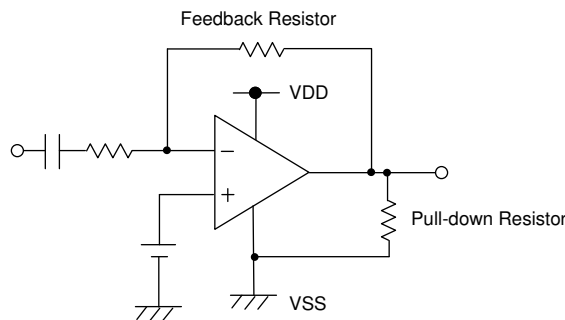 Feedback Resistor
VDD
−
+
Pull-down Resistor
VSS